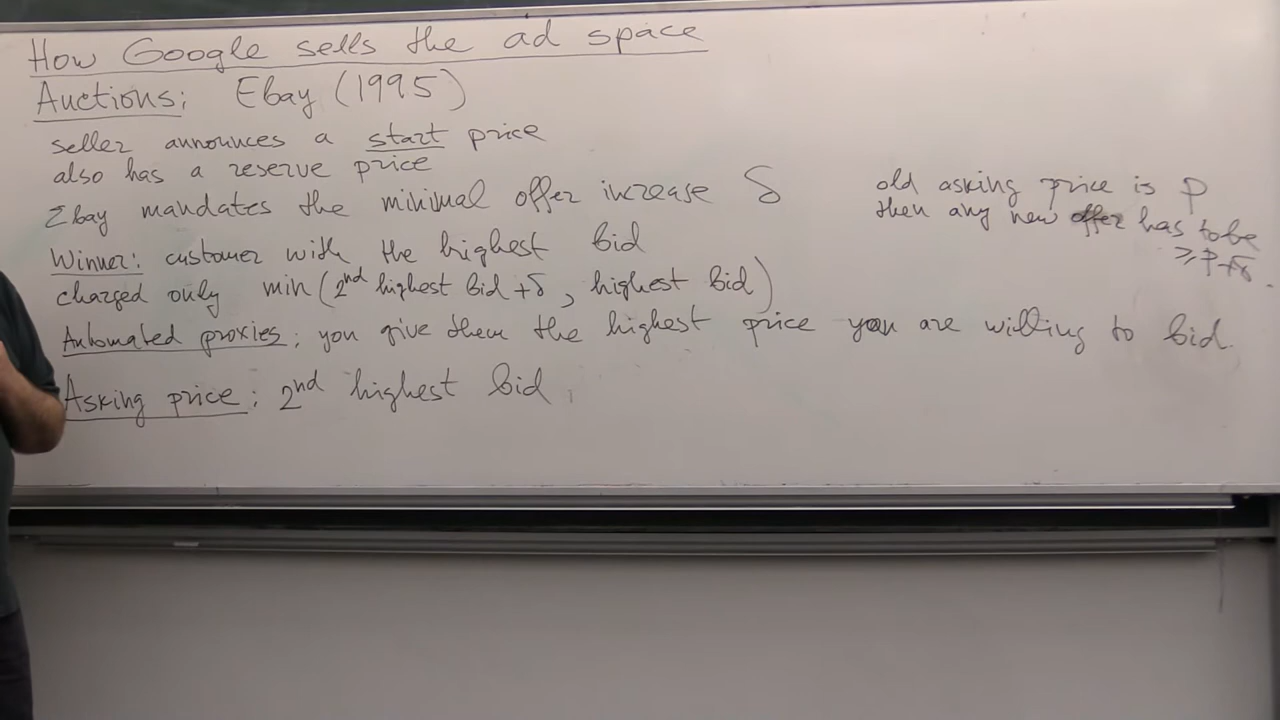 How Google sells the ad space
Auctions: Ebay (1995)
seller announces a start price
also has a reserve price
Ebay mandates the minimal offer increase δ
old asking price is p
then any new offer has to be
≥ p+δ.
Winner: customer with the highest bid
charged only min(2nd highest bid+δ, highest bid)
Automated proxies: you give them the highest price you are willing to bid.
Asking price: 2nd highest bid